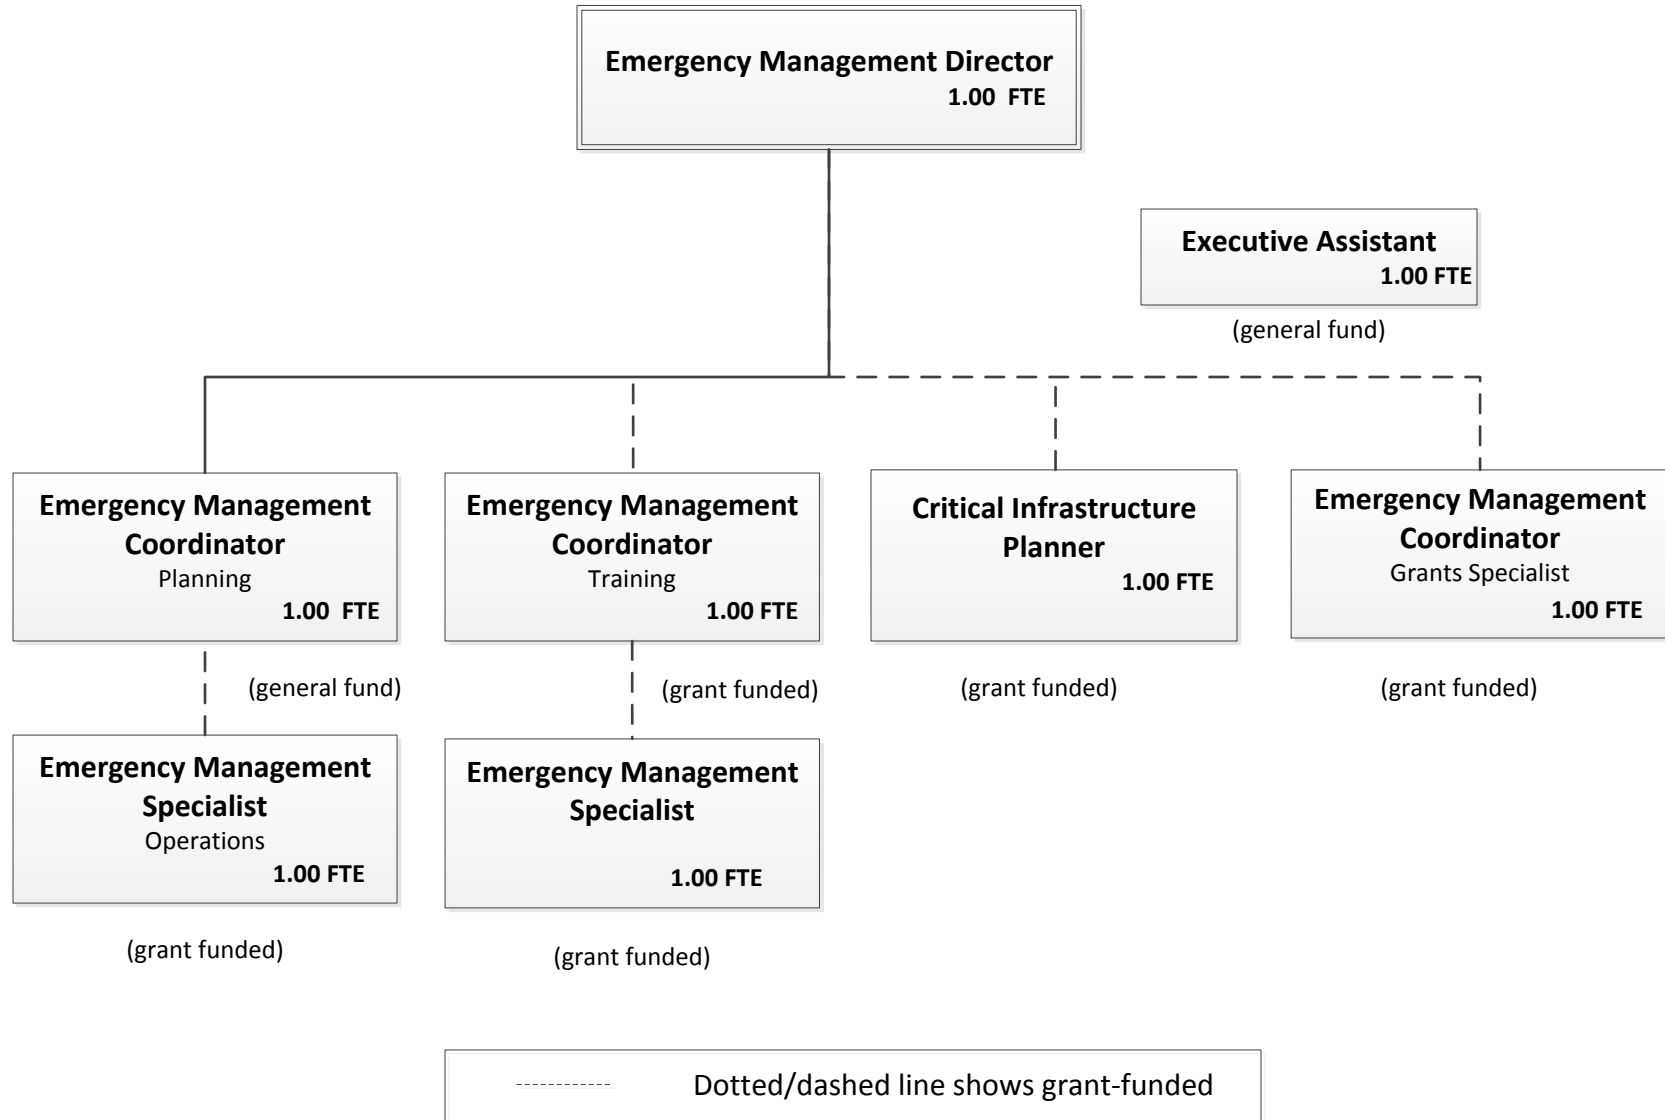 Emergency Management Director
1.00 FTE
Executive Assistant
1.00 FTE
(general fund)
Emergency Management
Coordinator
Planning
1.00 FTE
(general fund)
Emergency Management
Coordinator
Training
1.00 FTE
(grant funded)
Critical Infrastructure
Planner
1.00 FTE
(grant funded)
Emergency Management
Coordinator
Grants Specialist
1.00 FTE
(grant funded)
Emergency Management
Specialist
Operations
1.00 FTE
(grant funded)
Emergency Management
Specialist
1.00 FTE
(grant funded)
Dotted/dashed line shows grant-funded